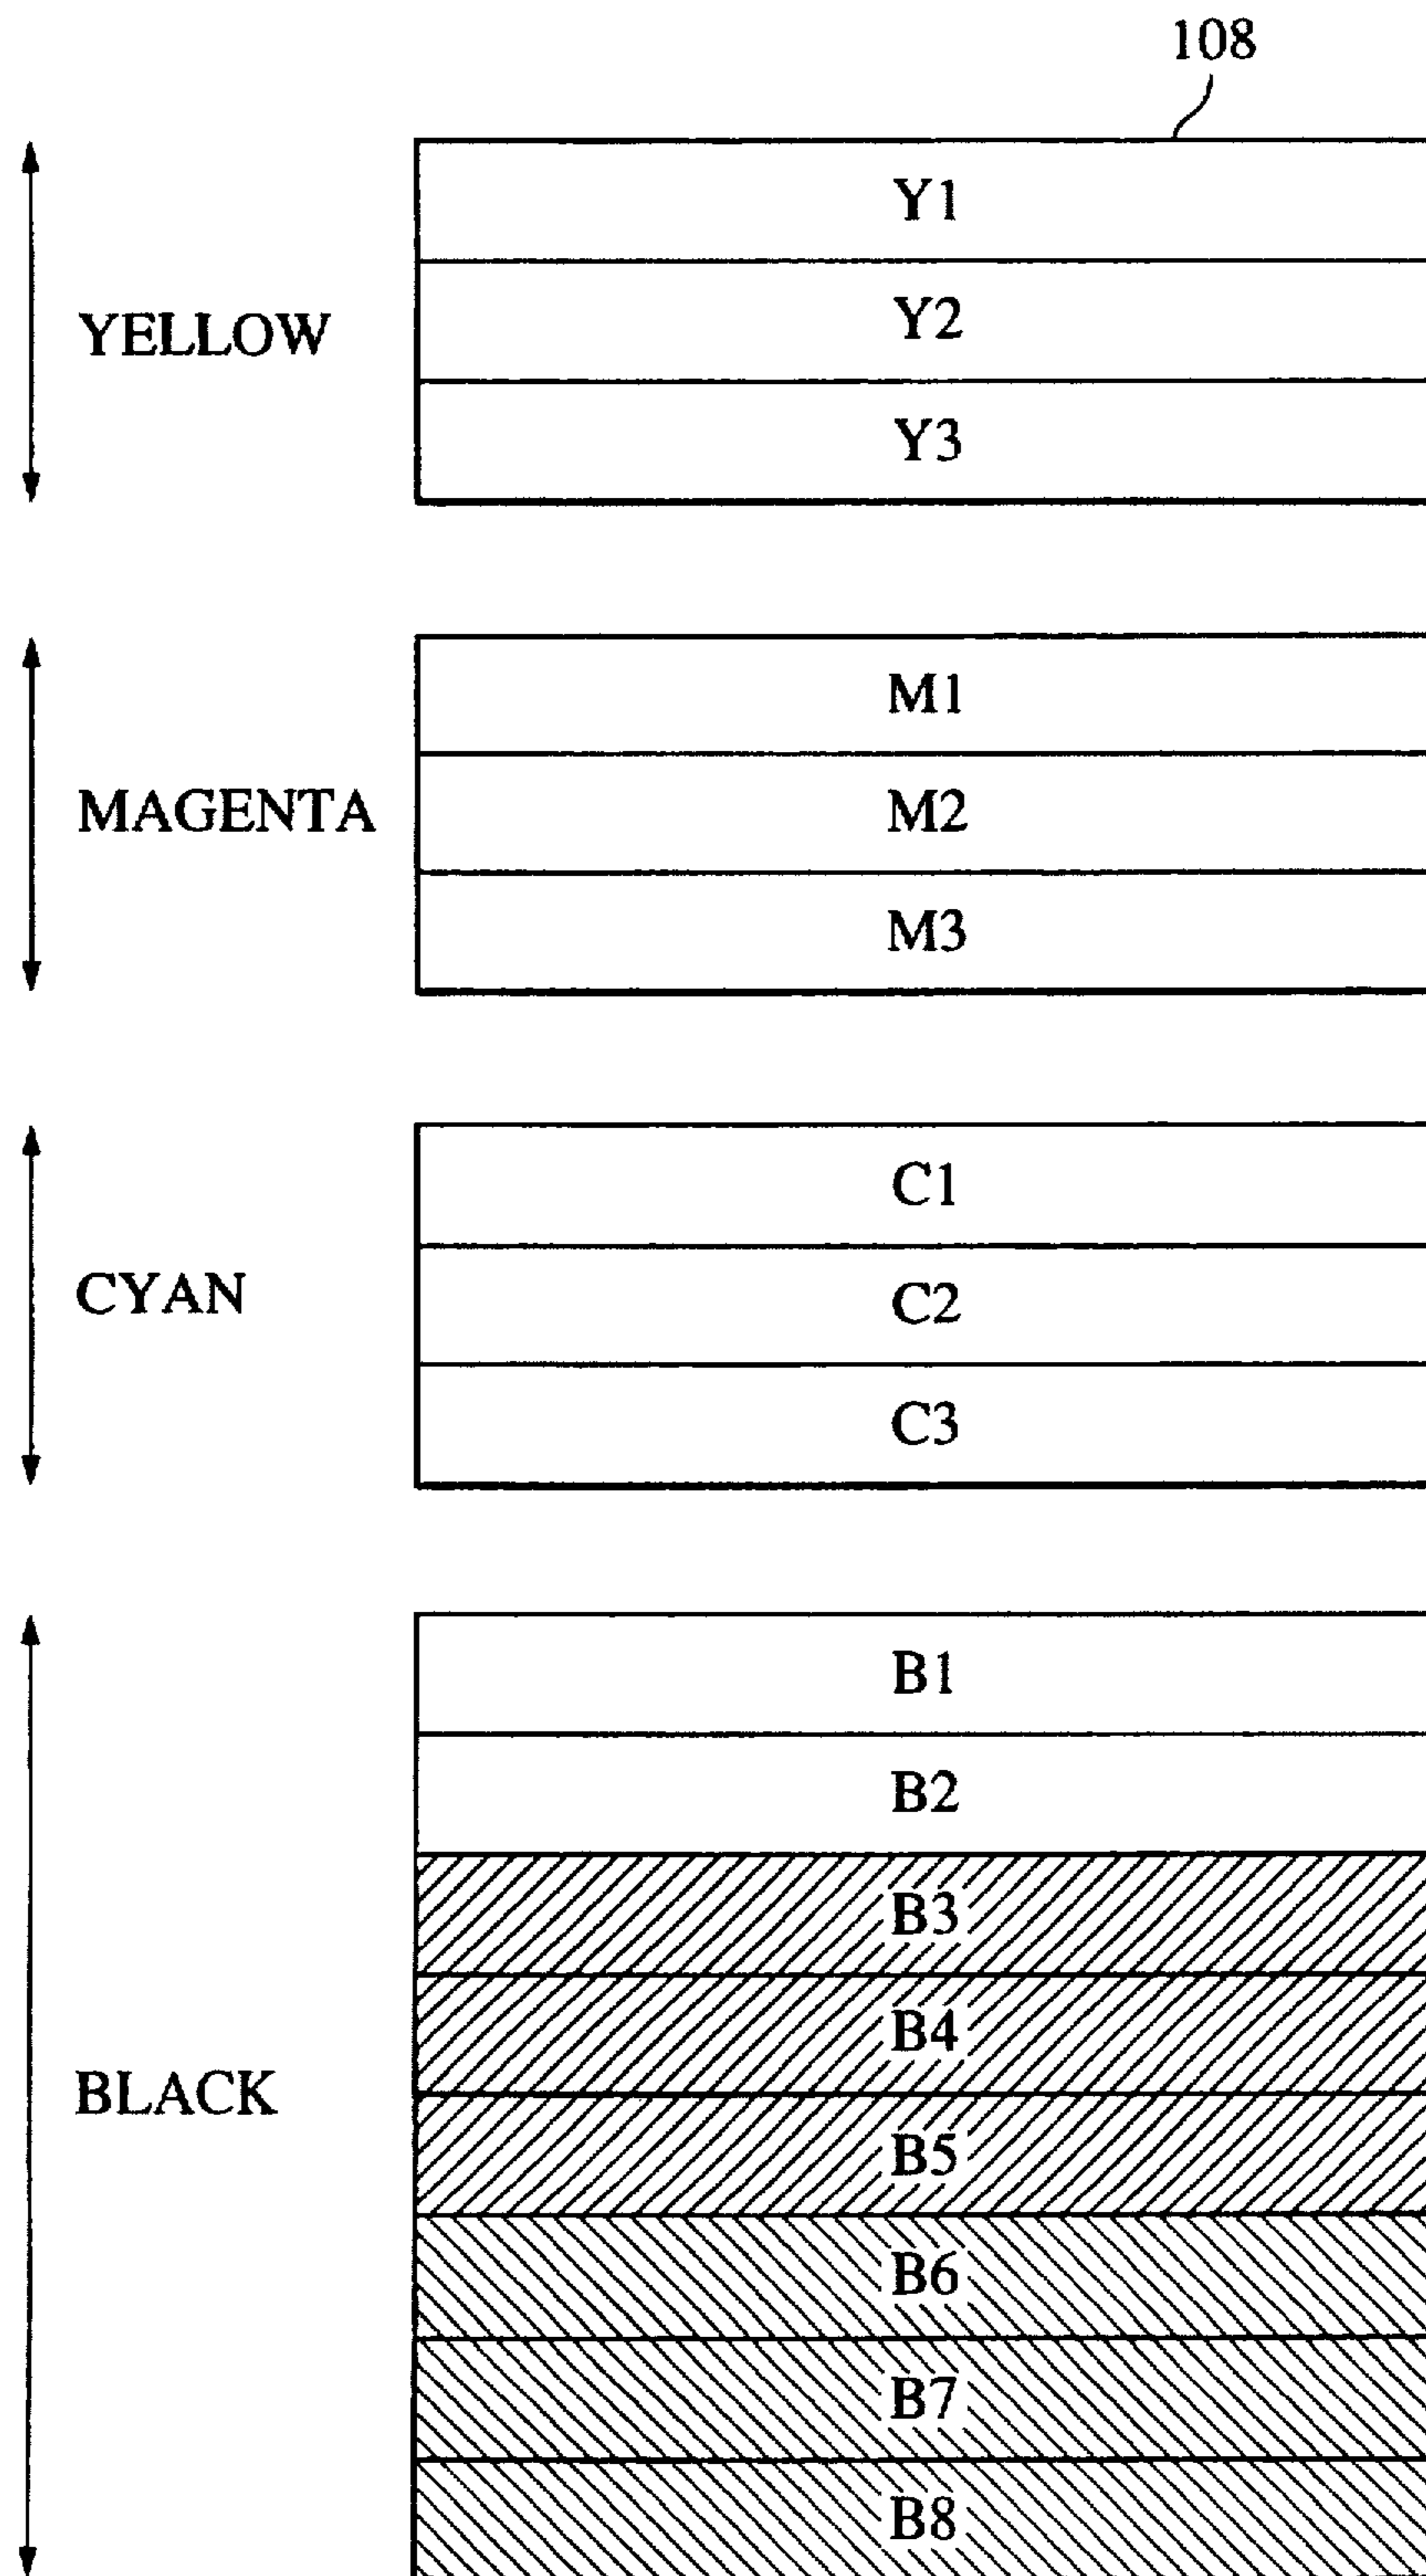 108
Y1
Y2
YELLOW
Y3
M1
MAGENTA
M2
M3
C1
CYAN
C2
C3
B1
B2
B3
B4
BLACK
B5
B6
B7
B8